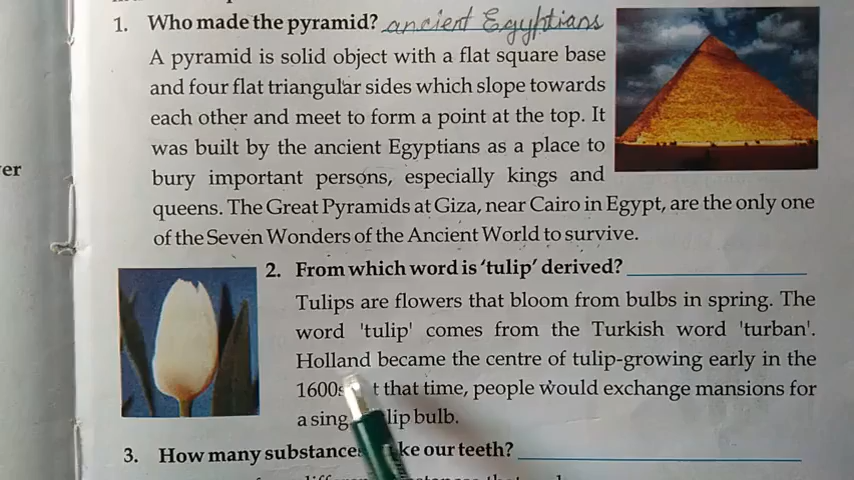 er
1. Who made the pyramid? ancient Egyptians
A pyramid is solid object with a flat square base
and four flat triangular sides which slope towards
each other and meet to form a point at the top. It
was built by the ancient Egyptians as a place to
bury important persons, especially kings and
queens. The Great Pyramids at Giza, near Cairo in Egypt, are the only one
of the Seven Wonders of the Ancient World to survive.
2. From which word is 'tulip' derived?
Tulips are flowers that bloom from bulbs in spring. The
word 'tulip' comes from the Turkish word 'turban'.
Holland became the centre of tulip-growing early in the
1600s t that time, people would exchange mansions for
a sing lip bulb.
3. How many substances ke our teeth?